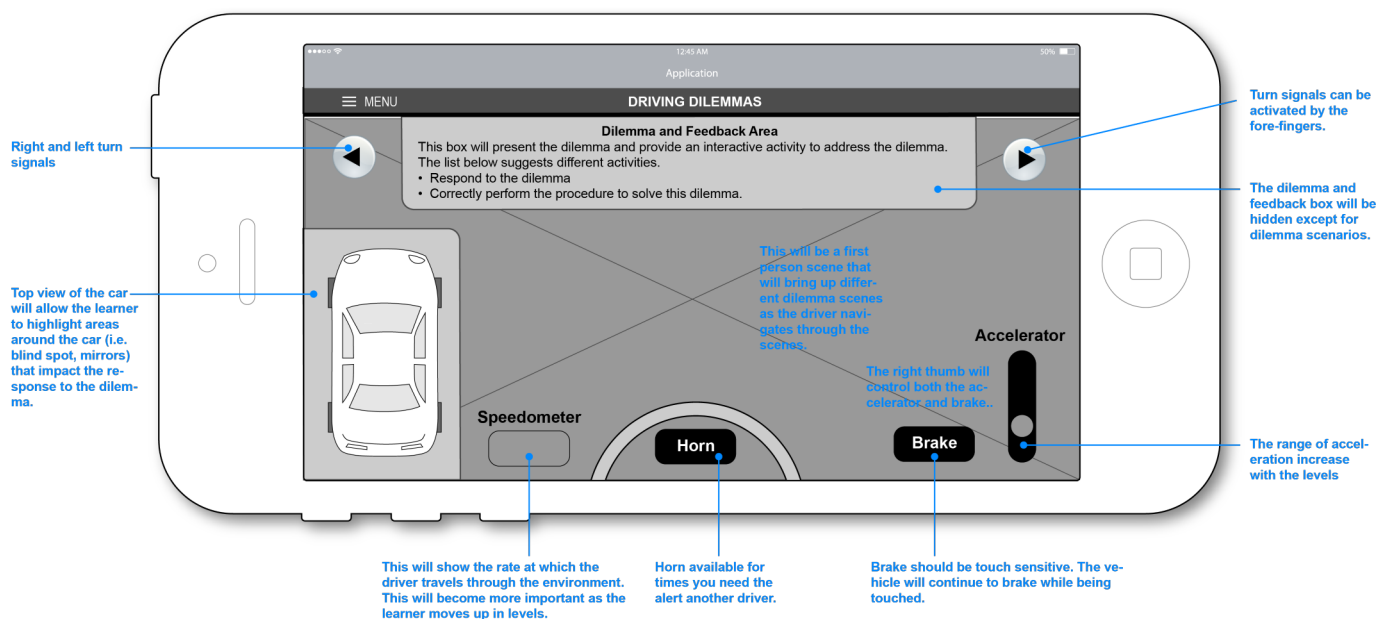 12:45 AM
50%
Application
MENU
DRIVING DILEMMAS
Dilemma and Feedback Area
This box will present the dilemma and provide an interactive activity to address the dilemma.
The list below suggests different activities.
• Respond to the dilemma
• Correctly perform the procedure to solve this dilemma.
Right and left turn
signals
Turn signals can be
activated by the
fore-fingers.
The dilemma and
feedback box will be
hidden except for
dilemma scenarios.
Top view of the car
will allow the learner
to highlight areas
around the car (i.e.
blind spot, mirrors)
that impact the re-
sponse to the dilem-
ma.
This will be a first
person scene that
will bring up differ-
ent dilemma scenes
as the driver navi-
gates through the
scenes.
Accelerator
The right thumb will
control both the ac-
celerator and brake..
Speedometer
Horn
Brake
The range of accel-
eration increase
with the levels
This will show the rate at which the
driver travels through the environment.
This will become more important as the
learner moves up in levels.
Horn available for
times you need the
alert another driver.
Brake should be touch sensitive. The ve-
hicle will continue to brake while being
touched.